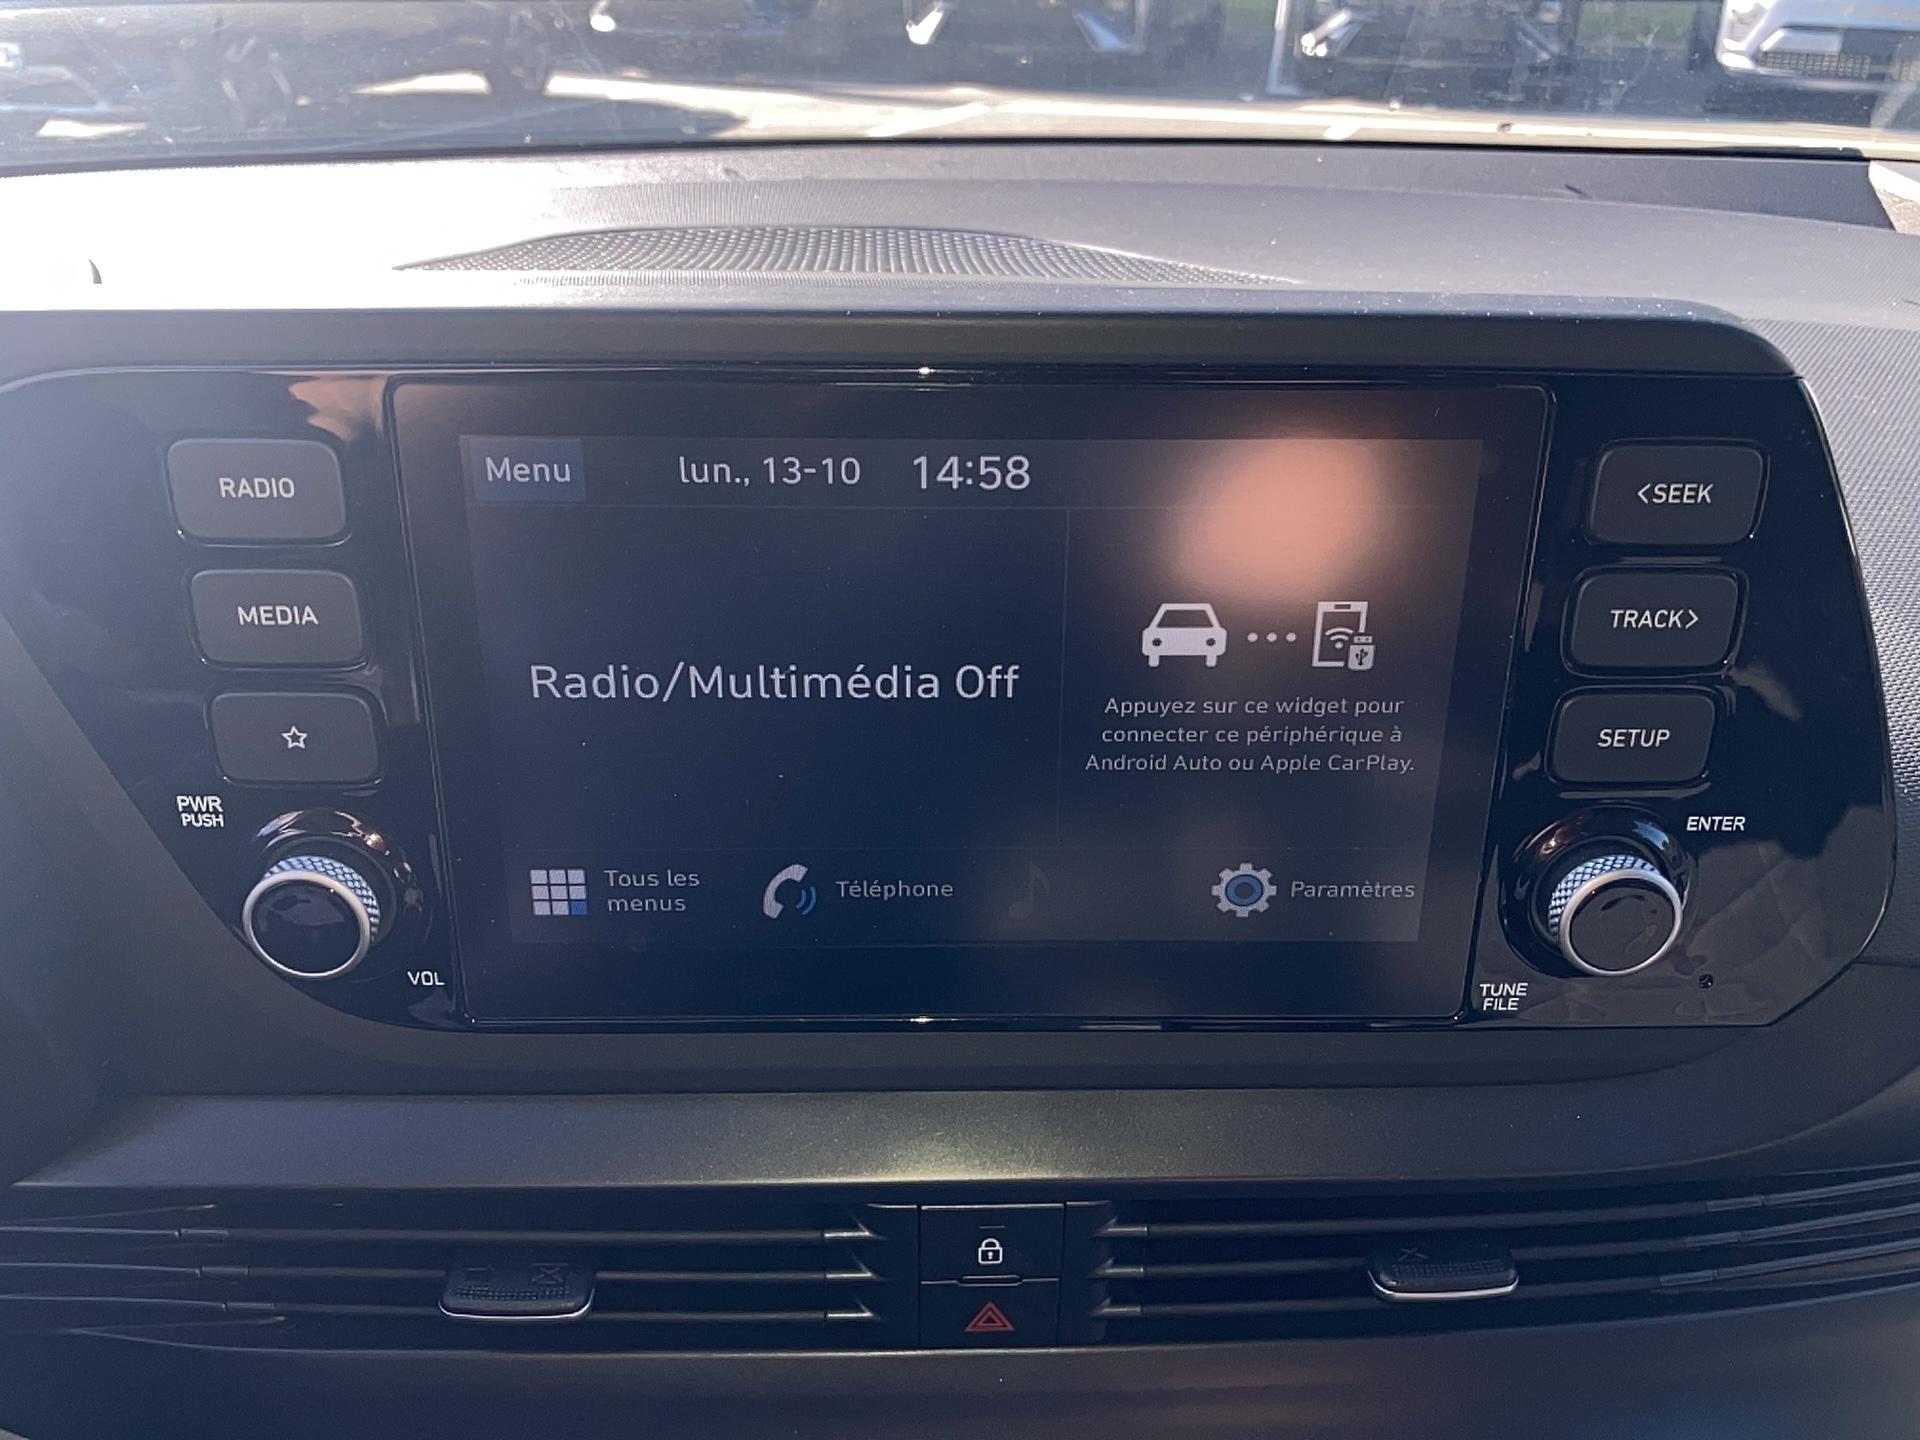 RADIO
MEDIA
PWR
PUSH
VOL
Menu
lun., 13-10
14:58
Radio/Multimédia Off
Appuyez sur ce widget pour
connecter ce périphérique à
Android Auto ou Apple CarPlay.
Tous les
menus
Téléphone
Paramètres
<SEEK
TRACK>
SETUP
ENTER
TUNE
FILE